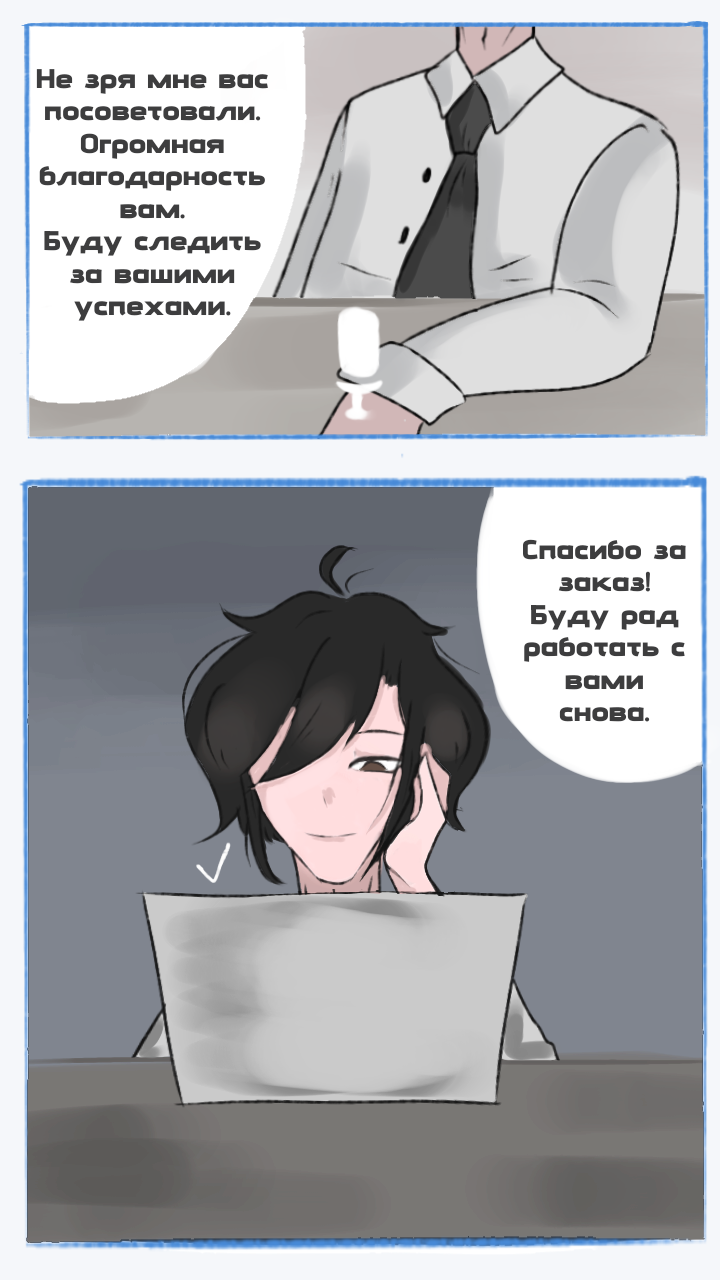 Не зря мне вас
посоветовали.
Огромная
благодарность
вам.
Буду следить
за вашими
успехами.
Спасибо за
заказ!
Буду рад
работать с
вами
снова.